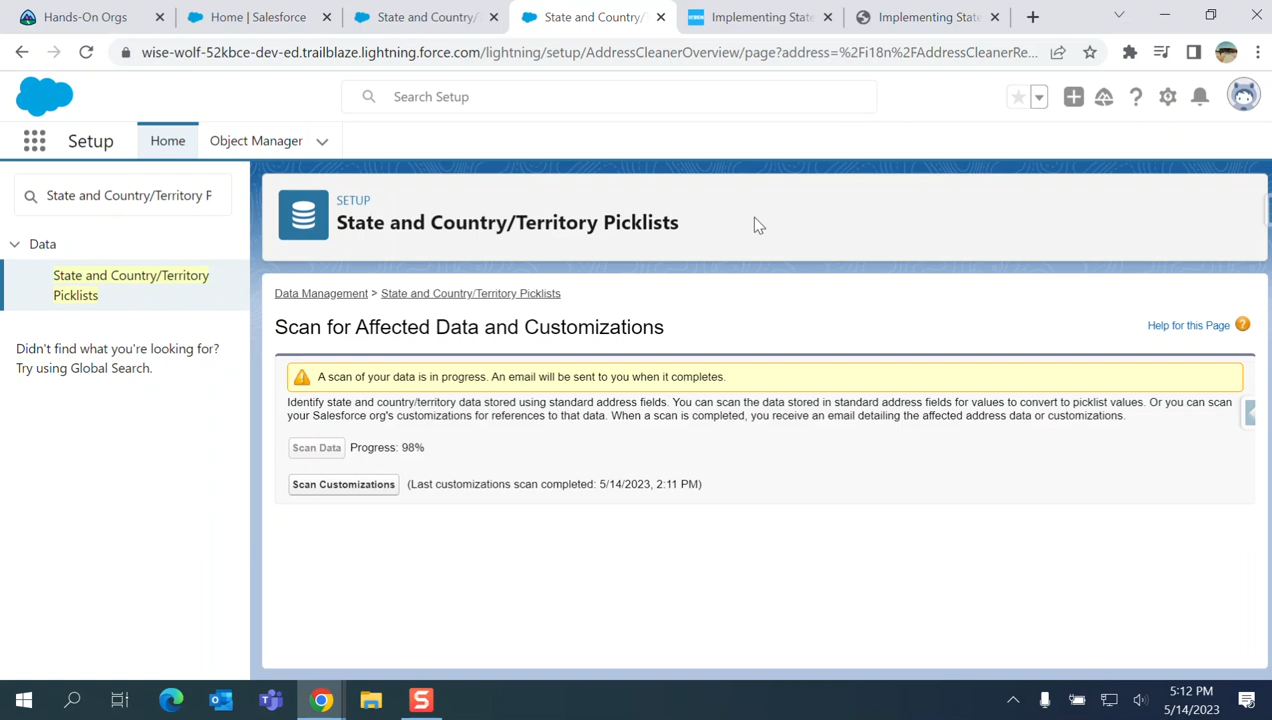 Hands-On Orgs
Home | Salesforce
State and Country/
State and Country/
Implementing State
Implementing State
wise-wolf-52kbce-dev-ed.trailblaze.lightning.force.com/lightning/setup/AddressCleanerOverview/page?address=%2Fi18n%2FAddressCleanerRe...
Search Setup
Setup
Home
Object Manager
State and Country/Territory P
Data
State and Country/Territory
Picklists
Didn't find what you're looking for?
Try using Global Search.
SETUP
State and Country/Territory Picklists
Data Management > State and Country/Territory Picklists
Scan for Affected Data and Customizations
Help for this Page ?
A scan of your data is in progress. An email will be sent to you when it completes.
Identify state and country/territory data stored using standard address fields. You can scan the data stored in standard address fields for values to convert to picklist values. Or you can scan
your Salesforce org's customizations for references to that data. When a scan is completed, you receive an email detailing the affected address data or customizations.
Scan Data Progress: 98%
Scan Customizations (Last customizations scan completed: 5/14/2023, 2:11 PM)
5:12 PM
5/14/2023